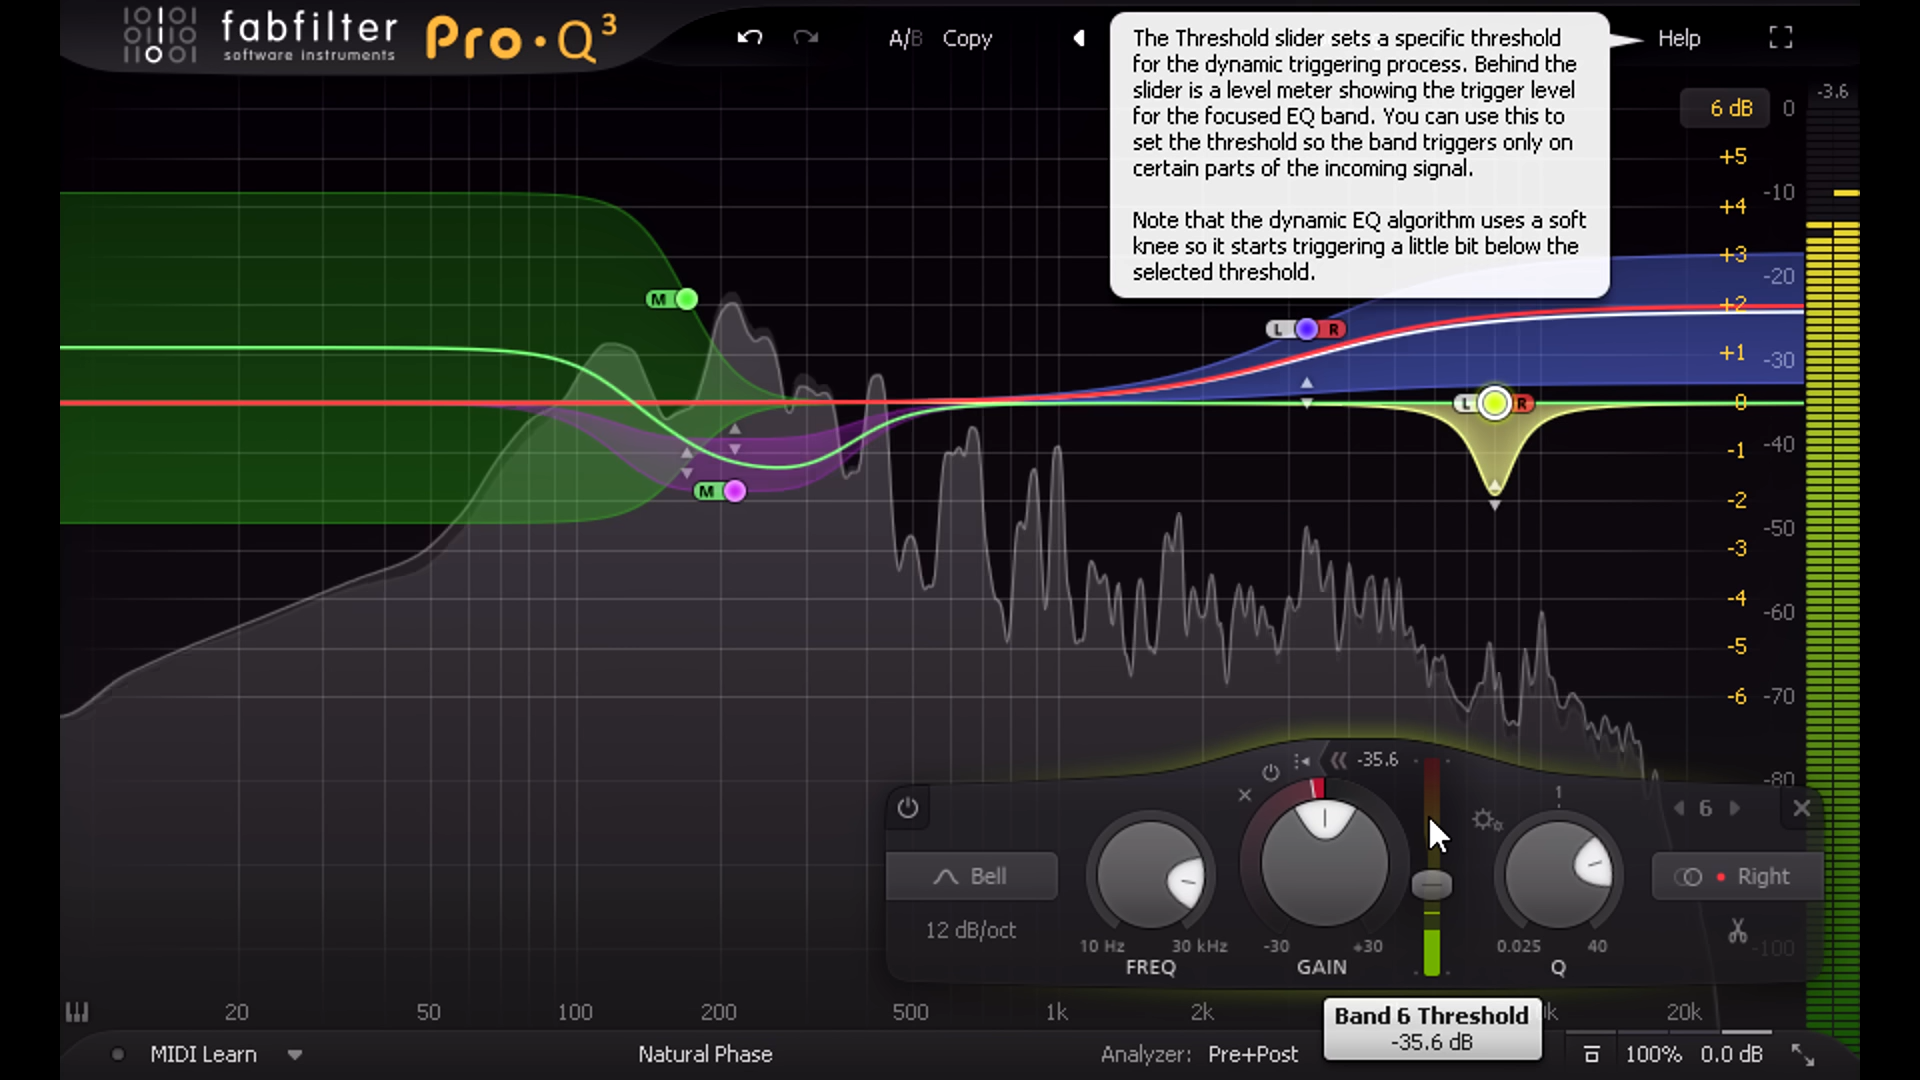 fabfilter
software instruments
Pro·Q³
A/B
Copy
Help
The Threshold slider sets a specific threshold
for the dynamic triggering process. Behind the
slider is a level meter showing the trigger level
for the focused EQ band. You can use this to
set the threshold so the band triggers only on
certain parts of the incoming signal.
Note that the dynamic EQ algorithm uses a soft
knee so it starts triggering a little bit below the
selected threshold.
-3.6
6 dB 0
+5
+4 -10
+3
-20
+2
+1 -30
0
-1 -40
-2
-50
-3
-4 -60
-5
-6 -70
-80
-100
M
M
L R
L R
-35.6
1
6
Bell
Right
12 dB/oct
10 Hz 30 kHz
-30 +30
0.025 40
FREQ
GAIN
Q
20 50 100 200 500 1k 2k 20k
Band 6 Threshold
-35.6 dB
MIDI Learn
Natural Phase
Analyzer: Pre+Post
100%
0.0 dB